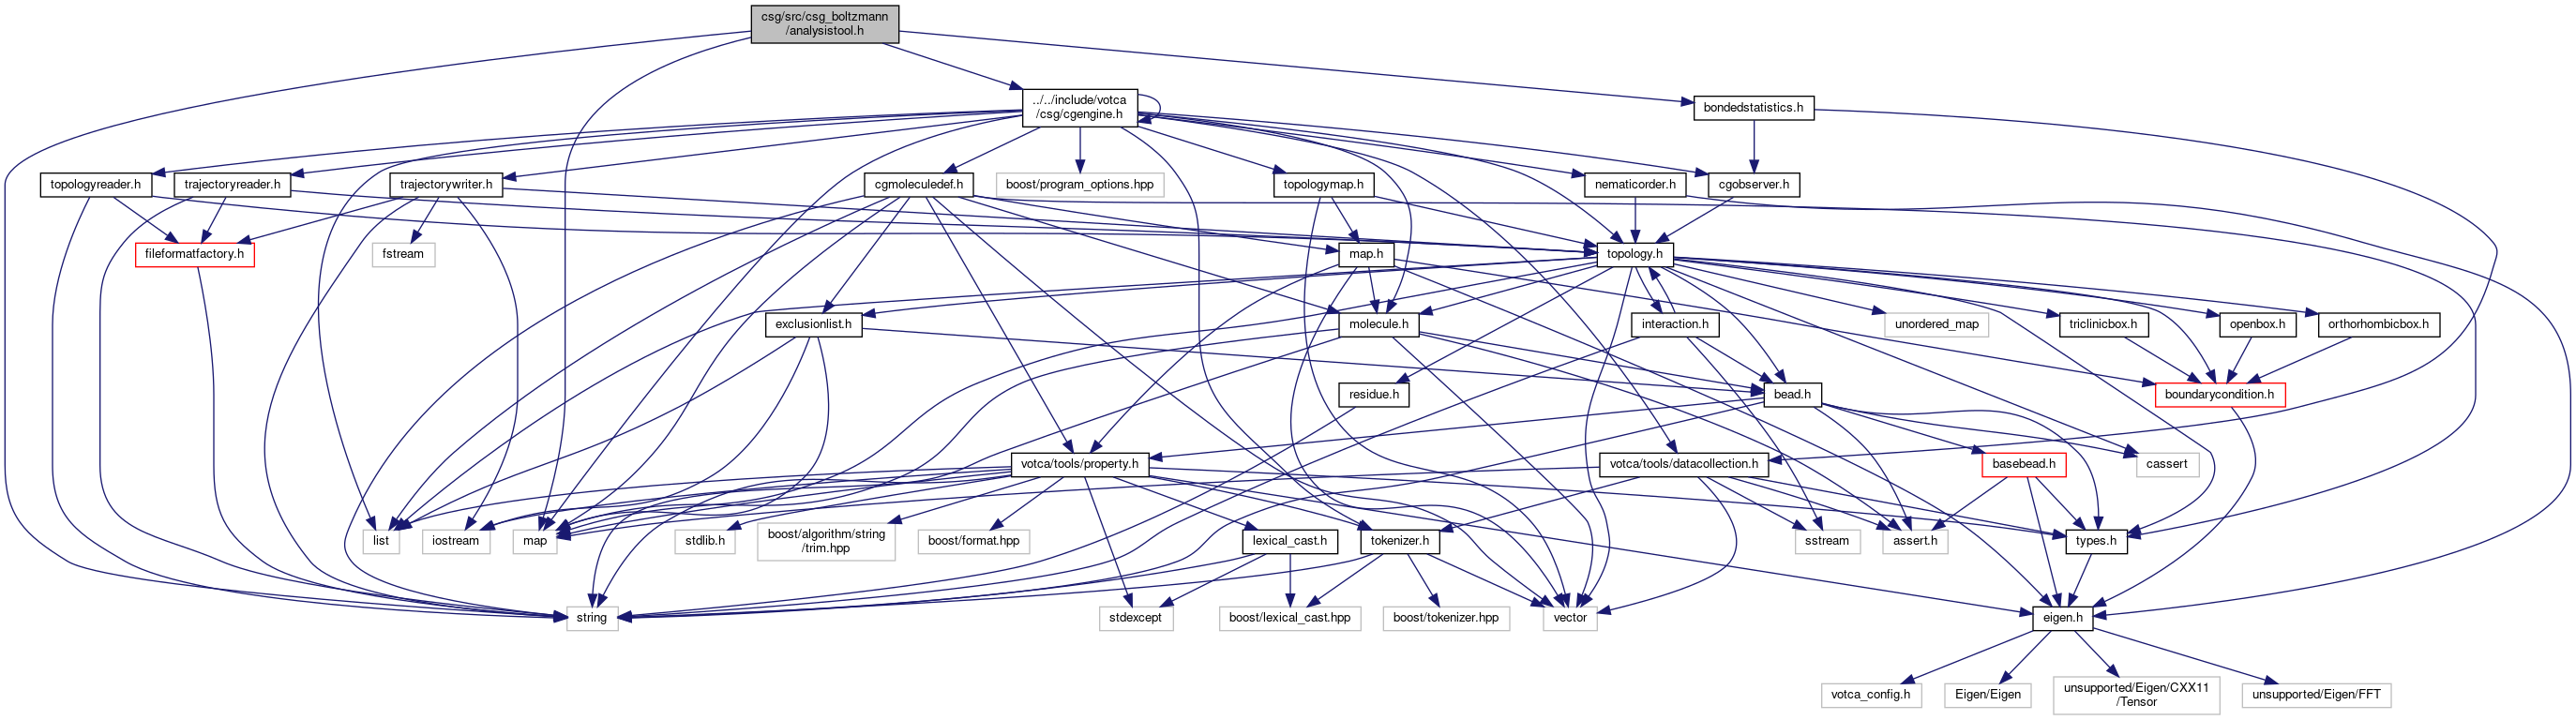 csg/src/csg_boltzmann
/analysistool.h
../../include/votca
/csg/cgengine.h
bondedstatistics.h
topologyreader.h
trajectoryreader.h
trajectorywriter.h
cgmoleculedef.h
boost/program_options.hpp
topologymap.h
nematicorder.h
cgobserver.h
fileformatfactory.h
fstream
map.h
topology.h
exclusionlist.h
molecule.h
interaction.h
unordered_map
triclinicbox.h
openbox.h
orthorhombicbox.h
residue.h
bead.h
boundarycondition.h
votca/tools/property.h
votca/tools/datacollection.h
basebead.h
cassert
list
iostream
map
stdlib.h
boost/algorithm/string
/trim.hpp
boost/format.hpp
lexical_cast.h
tokenizer.h
sstream
assert.h
types.h
string
stdexcept
boost/lexical_cast.hpp
boost/tokenizer.hpp
vector
eigen.h
votca_config.h
Eigen/Eigen
unsupported/Eigen/CXX11
/Tensor
unsupported/Eigen/FFT